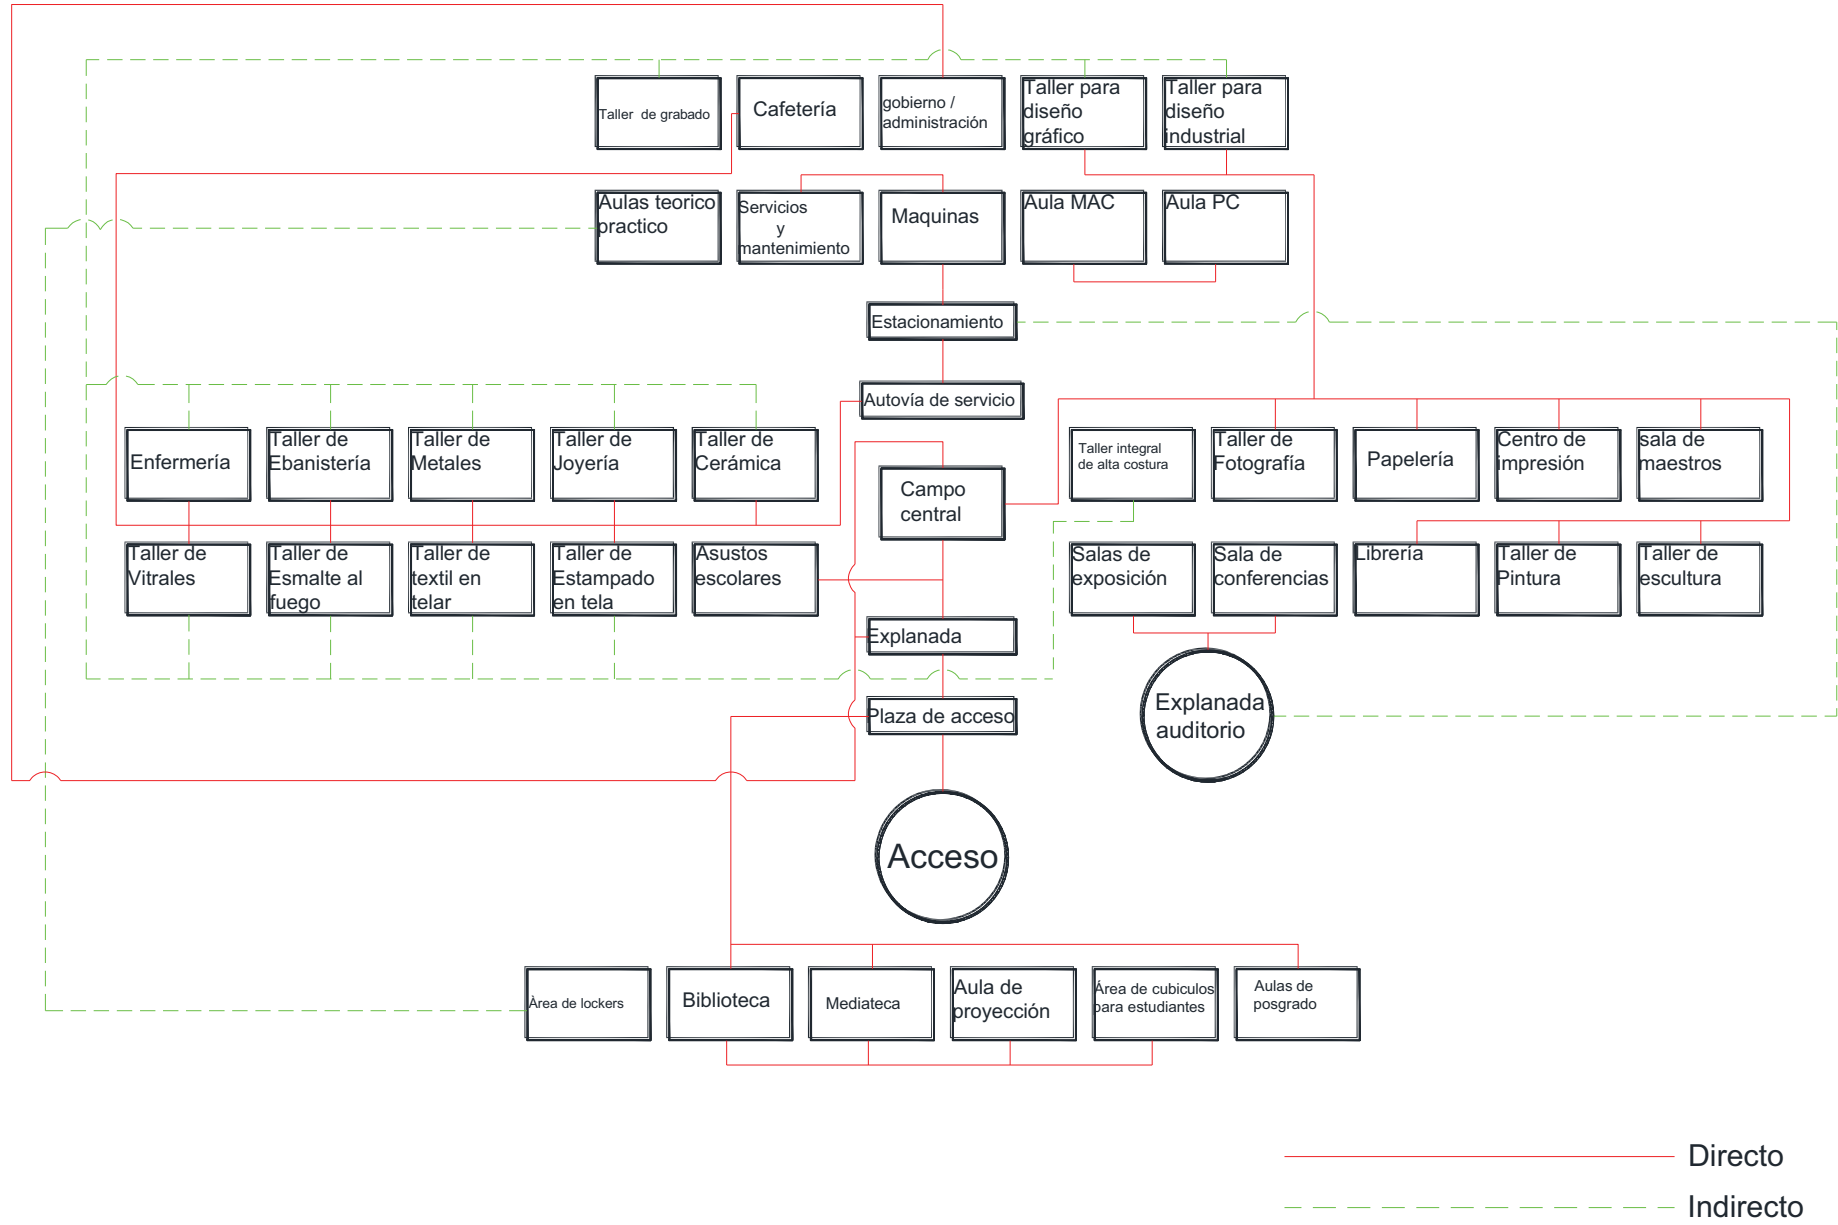 Taller de grabado
Cafetería
gobierno /
administración
Taller para
diseño
gráfico
Taller para
diseño
industrial
Aulas teorico
practico
Servicios
y
mantenimiento
Maquinas
Aula MAC
Aula PC
Estacionamiento
Autovía de servicio
Enfermería
Taller de
Ebanistería
Taller de
Metales
Taller de
Joyería
Taller de
Cerámica
Campo
central
Taller integral
de alta costura
Taller de
Fotografía
Papelería
Centro de
impresión
sala de
maestros
Taller de
Vitrales
Taller de
Esmalte al
fuego
Taller de
textil en
telar
Taller de
Estampado
en tela
Asustos
escolares
Salas de
exposición
Sala de
conferencias
Librería
Taller de
Pintura
Taller de
escultura
Explanada
Plaza de acceso
Explanada
auditorio
Acceso
Àrea de lockers
Biblioteca
Mediateca
Aula de
proyección
Área de cubiculos
para estudiantes
Aulas de
posgrado
Directo
Indirecto